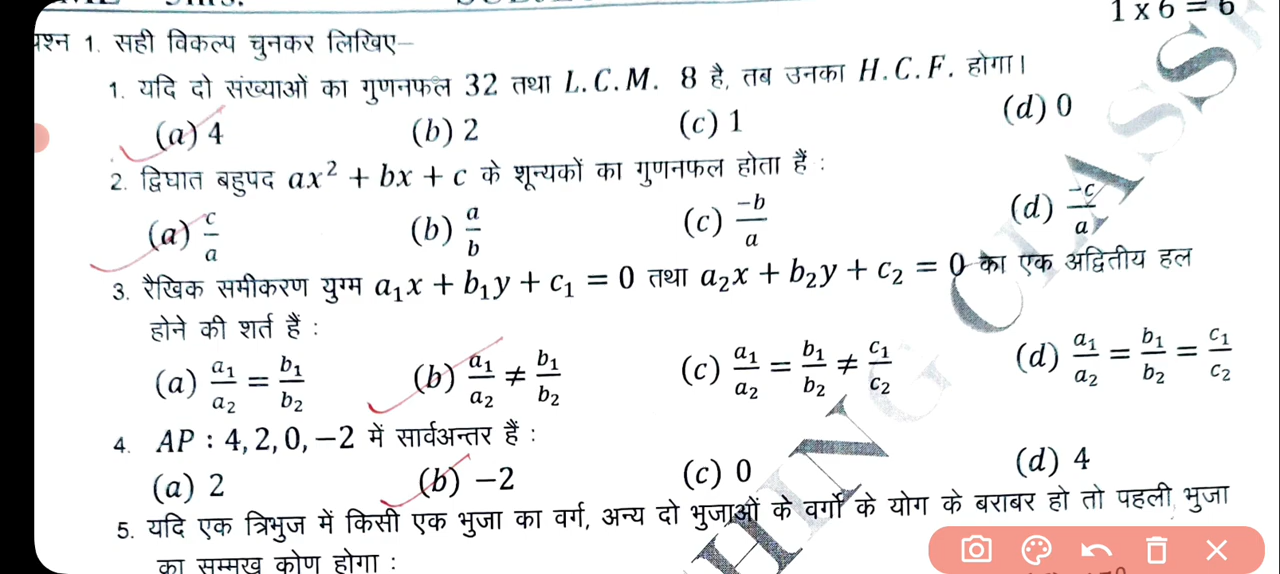 1 x 6 = 6
प्रश्न 1. सही विकल्प चुनकर लिखिए–
1. यदि दो संख्याओं का गुणनफल 32 तथा L.C.M. 8 है, तब उनका H.C.F. होगा।
(a) 4 (b) 2 (c) 1 (d) 0
2. द्विघात बहुपद ax² + bx + c के शून्यकों का गुणनफल होता हैं :
(a) c/a (b) a/b (c) -b/a (d) -c/a
3. रैखिक समीकरण युग्म a₁x + b₁y + c₁ = 0 तथा a₂x + b₂y + c₂ = 0 का एक अद्वितीय हल
होने की शर्त हैं :
(a) a₁/a₂ = b₁/b₂ (b) a₁/a₂ ≠ b₁/b₂ (c) a₁/a₂ = b₁/b₂ ≠ c₁/c₂ (d) a₁/a₂ = b₁/b₂ = c₁/c₂
4. AP : 4, 2, 0, −2 में सार्वअन्तर हैं :
(a) 2 (b) −2 (c) 0 (d) 4
5. यदि एक त्रिभुज में किसी एक भुजा का वर्ग, अन्य दो भुजाओं के वर्गों के योग के बराबर हो तो पहली भुजा
का सम्मुख कोण होगा :